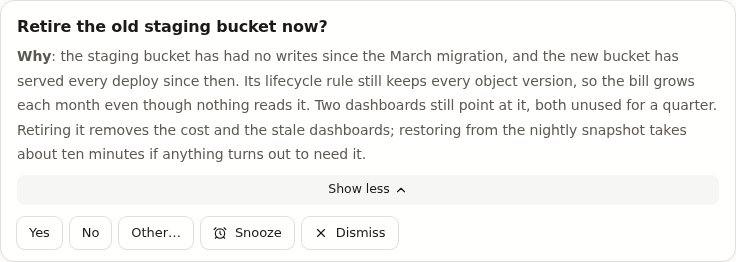 Retire the old staging bucket now?
Why: the staging bucket has had no writes since the March migration, and the new bucket has
served every deploy since then. Its lifecycle rule still keeps every object version, so the bill grows
each month even though nothing reads it. Two dashboards still point at it, both unused for a quarter.
Retiring it removes the cost and the stale dashboards; restoring from the nightly snapshot takes
about ten minutes if anything turns out to need it.
Show less
Yes No Other… Snooze Dismiss